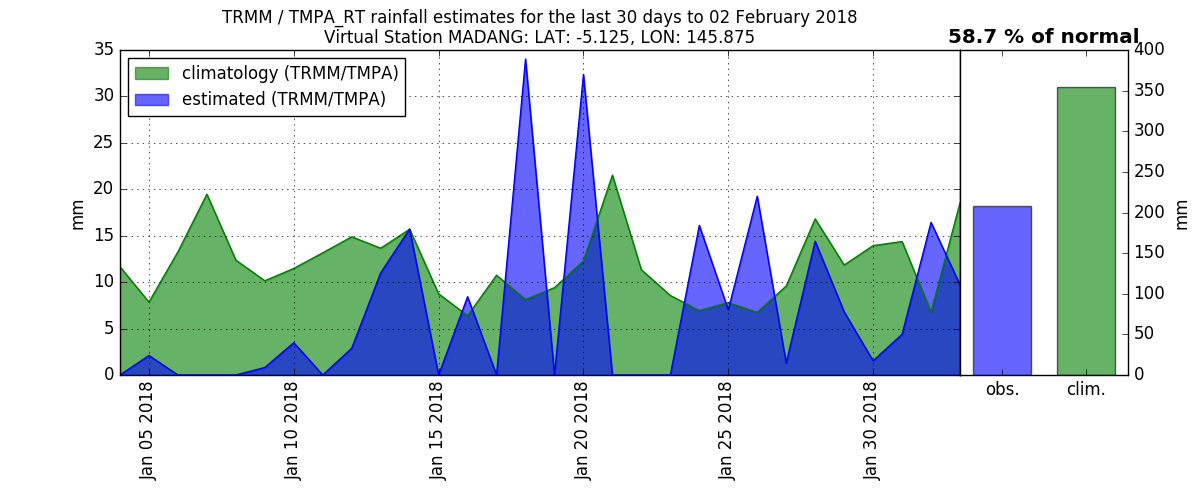 TRMM / TMPA_RT rainfall estimates for the last 30 days to 02 February 2018
Virtual Station MADANG: LAT: -5.125, LON: 145.875
58.7 % of normal
climatology (TRMM/TMPA)
estimated (TRMM/TMPA)
35
30
25
20
15
10
5
0
mm
Jan 05 2018
Jan 10 2018
Jan 15 2018
Jan 20 2018
Jan 25 2018
Jan 30 2018
400
350
300
250
200
150
100
50
0
mm
obs.
clim.